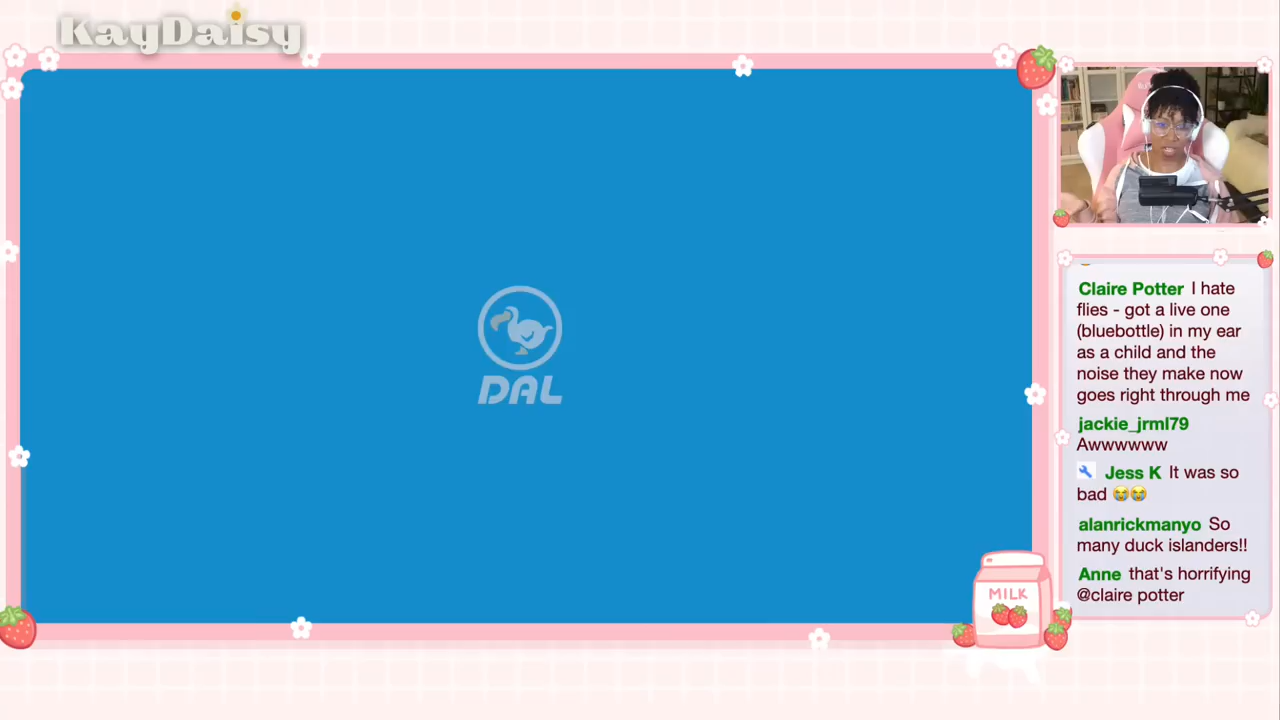 KayDaisy
DAL
MILK
Claire Potter I hate
flies - got a live one
(bluebottle) in my ear
as a child and the
noise they make now
goes right through me
jackie_jrml79
Awwwwww
Jess K It was so
bad 😭😭
alanrickmanyo So
many duck islanders!!
Anne that's horrifying
@claire potter